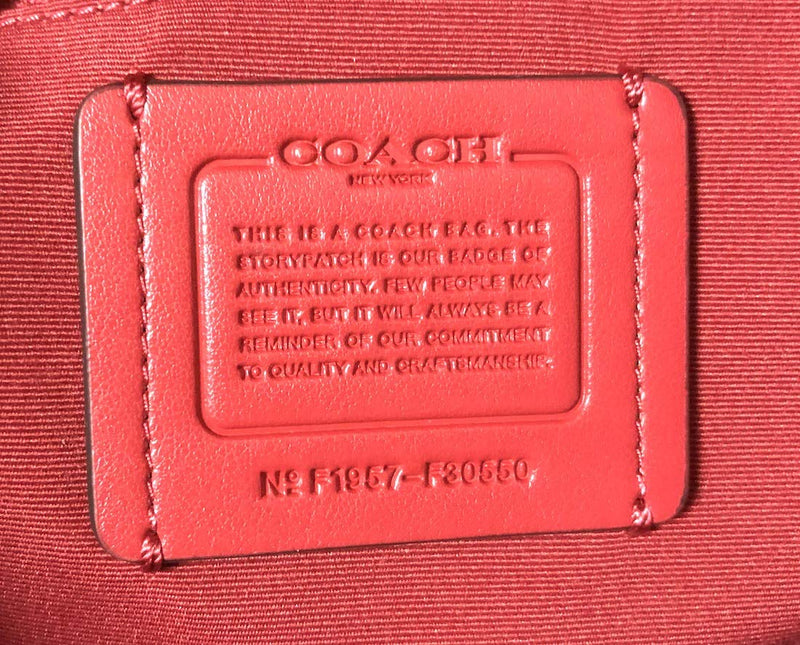 COACH
NEW YORK
THIS IS A COACH BAG. THE
STORYPATCH IS OUR BADGE OF
AUTHENTICITY. FEW PEOPLE MAY
SEE IT, BUT IT WILL ALWAYS BE A
REMINDER OF OUR COMMITMENT
TO QUALITY AND CRAFTSMANSHIP.
Nº F1957-F30550